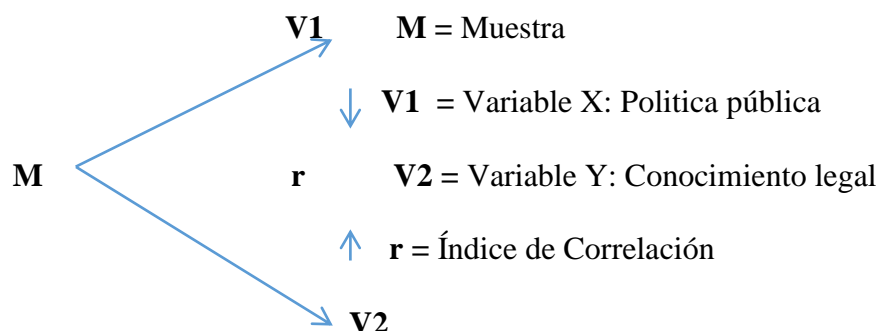 V1 M = Muestra
V1 = Variable X: Politica pública
M r V2 = Variable Y: Conocimiento legal
r = Índice de Correlación
V2